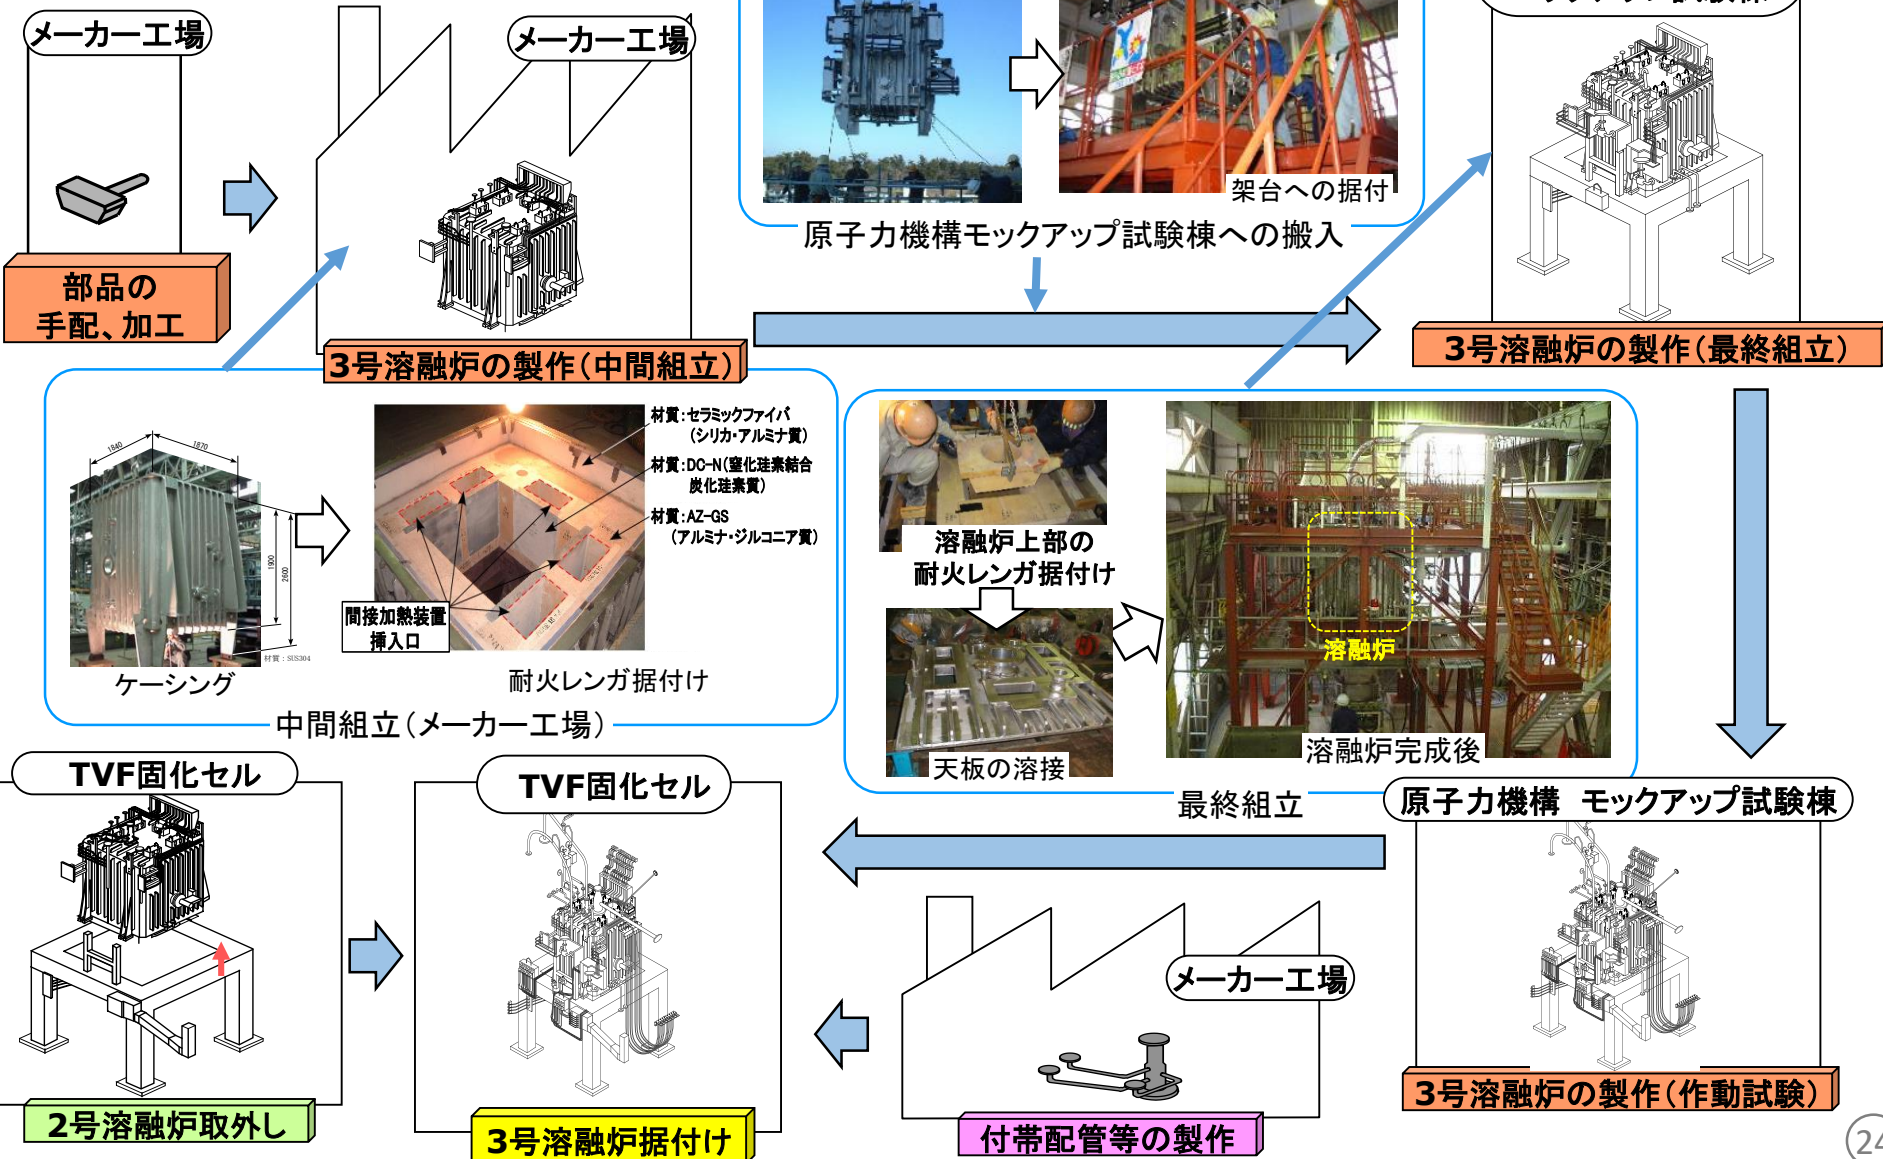 メーカー工場
メーカー工場
架台への据付
原子力機構モックアップ試験棟への搬入
部品の
手配、加工
3号溶融炉の製作(中間組立)
3号溶融炉の製作(最終組立)
1840
1870
1900
2600
材質：SUS304
ケーシング
材質：セラミックファイバ
(シリカ・アルミナ質)
材質：DC-N(窒化珪素結合
炭化珪素質)
材質：AZ-GS
(アルミナ・ジルコニア質)
間接加熱装置
挿入口
耐火レンガ据付け
中間組立(メーカー工場)
溶融炉上部の
耐火レンガ据付け
天板の溶接
溶融炉
溶融炉完成後
最終組立
TVF固化セル
TVF固化セル
原子力機構　モックアップ試験棟
メーカー工場
2号溶融炉取外し
3号溶融炉据付け
付帯配管等の製作
3号溶融炉の製作(作動試験)
24